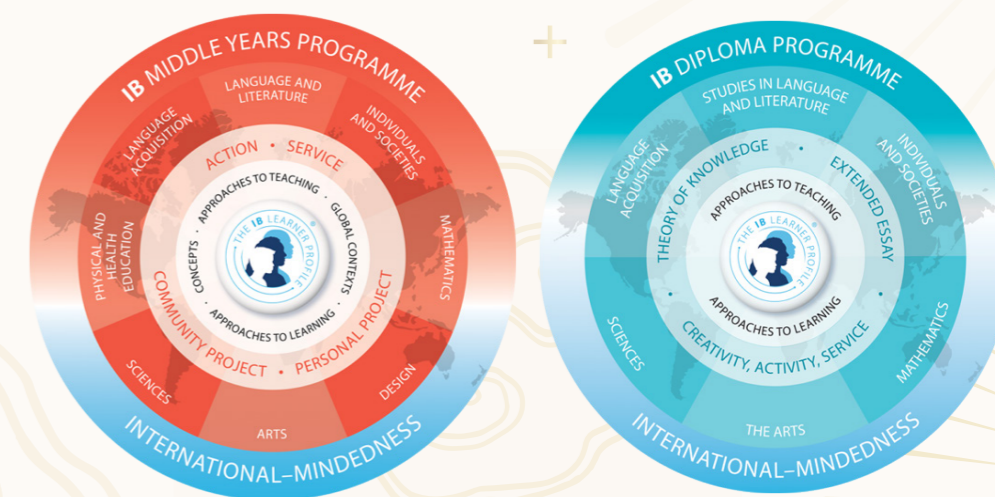 IB MIDDLE YEARS PROGRAMME
LANGUAGE AND
LITERATURE
INDIVIDUALS
AND SOCIETIES
MATHEMATICS
DESIGN
ARTS
SCIENCES
PHYSICAL AND
HEALTH
EDUCATION
LANGUAGE
ACQUISITION
ACTION • SERVICE
PERSONAL PROJECT
COMMUNITY PROJECT •
APPROACHES TO TEACHING •
GLOBAL CONTEXTS •
APPROACHES TO LEARNING •
CONCEPTS •
THE IB LEARNER PROFILE®
INTERNATIONAL–MINDEDNESS
IB DIPLOMA PROGRAMME
STUDIES IN LANGUAGE
AND LITERATURE
INDIVIDUALS
AND SOCIETIES
MATHEMATICS
THE ARTS
SCIENCES
LANGUAGE
ACQUISITION
THEORY OF KNOWLEDGE •
EXTENDED ESSAY •
CREATIVITY, ACTIVITY, SERVICE •
APPROACHES TO TEACHING
APPROACHES TO LEARNING
THE IB LEARNER PROFILE®
INTERNATIONAL–MINDEDNESS